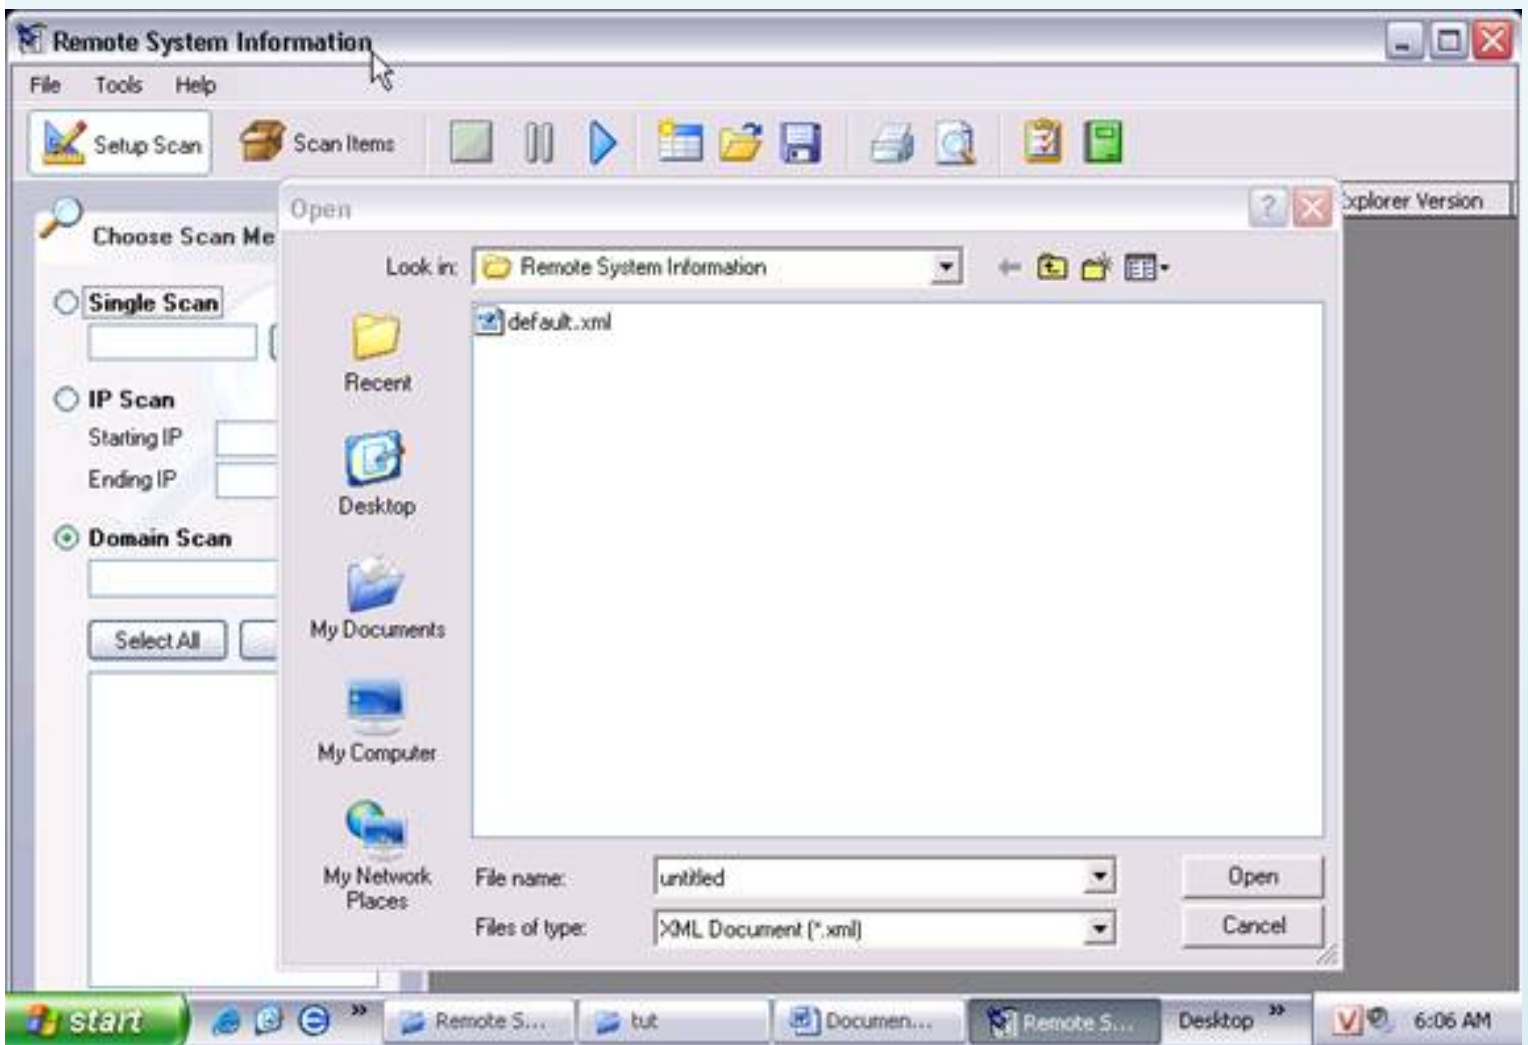 Remote System Information
File Tools Help
Setup Scan Scan Items
Explorer Version
Choose Scan Me
Open
Look in: Remote System Information
default.xml
Single Scan
IP Scan
Starting IP
Ending IP
Domain Scan
Select All
Recent
Desktop
My Documents
My Computer
My Network
Places
File name: untitled Open
Files of type: XML Document (*.xml) Cancel
start Remote S... tut Documen... Remote S... Desktop 6:06 AM